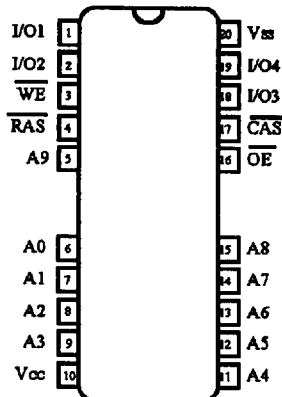 I/O1 1 20 Vss
I/O2 2 19 I/O4
WE 3 18 I/O3
RAS 4 17 CAS
A9 5 16 OE
A0 6 15 A8
A1 7 14 A7
A2 8 13 A6
A3 9 12 A5
Vcc 10 11 A4